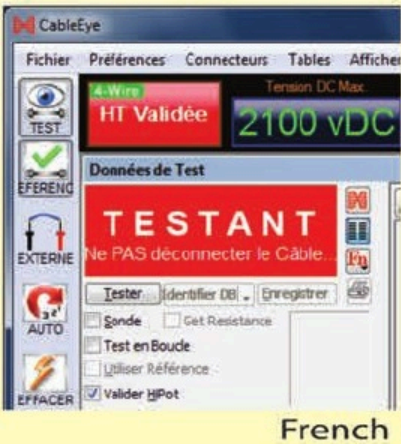 CableEye
Fichier Préférences Connecteurs Tables Afficher
4-Wire
HT Validée
Tension DC Max.
2100 vDC
TEST
Données de Test
EFERENC
TESTANT
Ne PAS déconnecter le Câble...
EXTERNE
Tester Identifier DB Enregistrer
Sonde Get Resistance
AUTO
Test en Boucle
Utiliser Référence
Valider HiPot
EFFACER
French